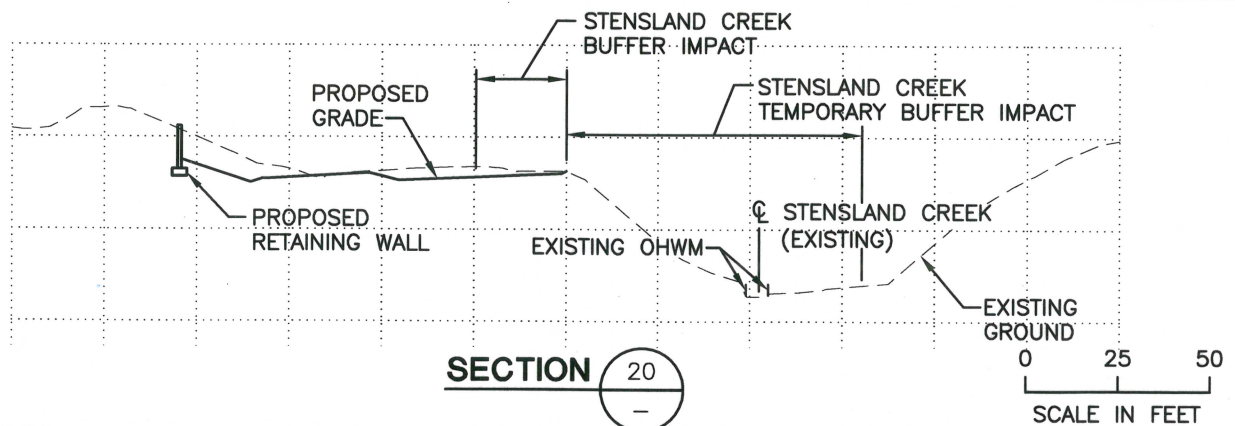 STENSLAND CREEK
BUFFER IMPACT
STENSLAND CREEK
TEMPORARY BUFFER IMPACT
PROPOSED
GRADE
PROPOSED
RETAINING WALL
℄ STENSLAND CREEK
(EXISTING)
EXISTING OHWM
EXISTING
GROUND
SECTION
20
–
0 25 50
SCALE IN FEET